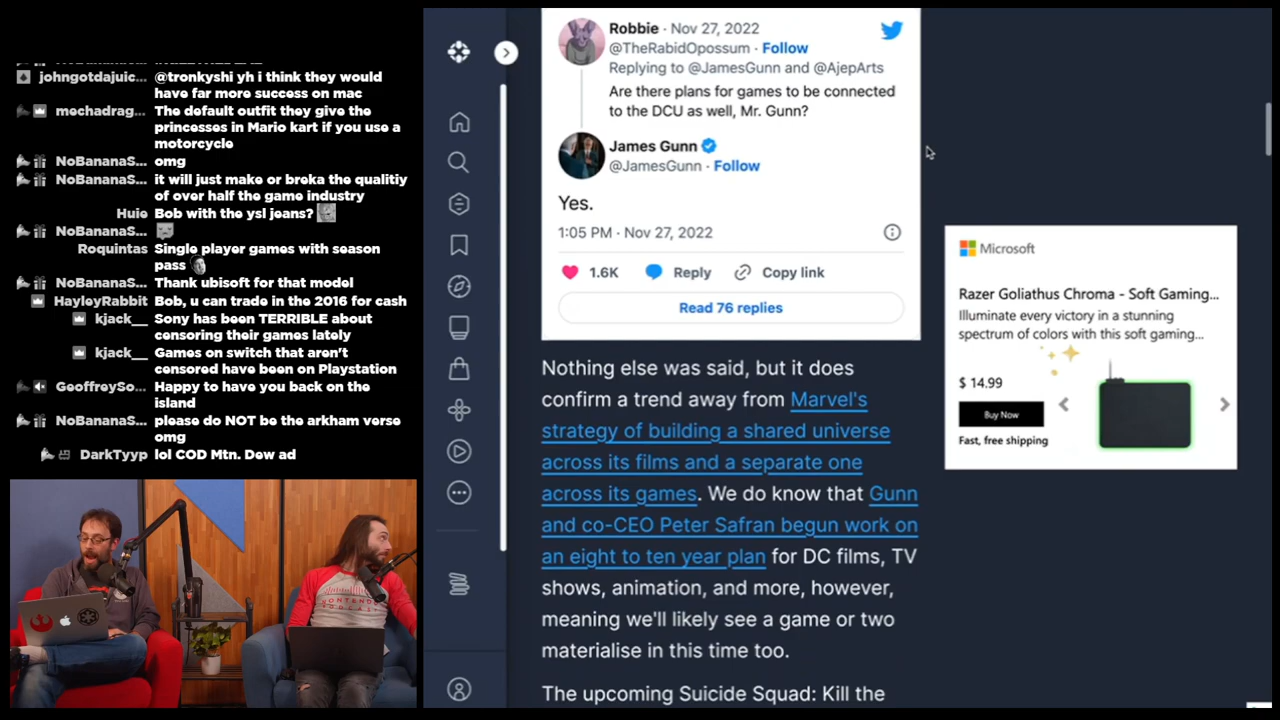 johngotdajuic... @tronkyshi yh i think they would
have far more success on mac
mechadrag... The default outfit they give the
princesses in Mario kart if you use a
motorcycle
NoBananaS... omg
NoBananaS... it will just make or breka the qualitiy
of over half the game industry
Huie Bob with the ysl jeans?
NoBananaS...
Roquintas Single player games with season
pass
NoBananaS... Thank ubisoft for that model
HayleyRabbit Bob, u can trade in the 2016 for cash
kjack__ Sony has been TERRIBLE about
censoring their games lately
kjack__ Games on switch that aren't
censored have been on Playstation
GeoffreySo... Happy to have you back on the
island
NoBananaS... please do NOT be the arkham verse
omg
DarkTyyp lol COD Mtn. Dew ad
Robbie · Nov 27, 2022
@TheRabidOpossum · Follow
Replying to @JamesGunn and @AjepArts
Are there plans for games to be connected
to the DCU as well, Mr. Gunn?
James Gunn
@JamesGunn · Follow
Yes.
1:05 PM · Nov 27, 2022
1.6K Reply Copy link
Read 76 replies
Nothing else was said, but it does
confirm a trend away from Marvel's
strategy of building a shared universe
across its films and a separate one
across its games. We do know that Gunn
and co-CEO Peter Safran begun work on
an eight to ten year plan for DC films, TV
shows, animation, and more, however,
meaning we'll likely see a game or two
materialise in this time too.
The upcoming Suicide Squad: Kill the
Microsoft
Razer Goliathus Chroma - Soft Gaming...
Illuminate every victory in a stunning
spectrum of colors with this soft gaming...
$ 14.99
Buy Now
Fast, free shipping